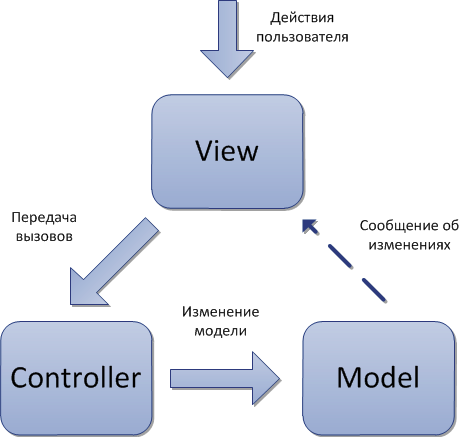 Действия
пользователя
View
Передача
вызовов
Сообщение об
изменениях
Изменение
модели
Controller
Model